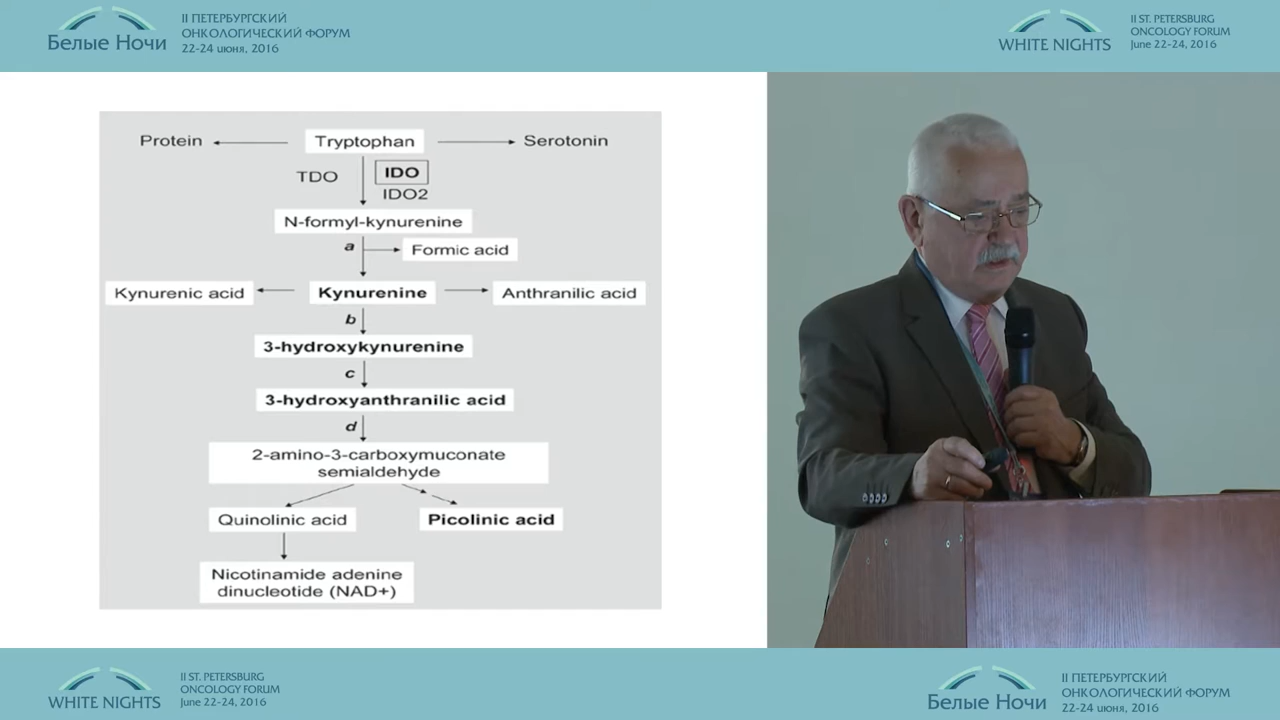 Белые Ночи
II ПЕТЕРБУРГСКИЙ
ОНКОЛОГИЧЕСКИЙ ФОРУМ
22-24 июня, 2016
WHITE NIGHTS
II ST. PETERSBURG
ONCOLOGY FORUM
June 22-24, 2016
Protein
Tryptophan
Serotonin
TDO
IDO
IDO2
N-formyl-kynurenine
a
Formic acid
Kynurenic acid
Kynurenine
Anthranilic acid
b
3-hydroxykynurenine
c
3-hydroxyanthranilic acid
d
2-amino-3-carboxymuconate
semialdehyde
Quinolinic acid
Picolinic acid
Nicotinamide adenine
dinucleotide (NAD+)
WHITE NIGHTS
II ST. PETERSBURG
ONCOLOGY FORUM
June 22-24, 2016
Белые Ночи
II ПЕТЕРБУРГСКИЙ
ОНКОЛОГИЧЕСКИЙ ФОРУМ
22-24 июня, 2016